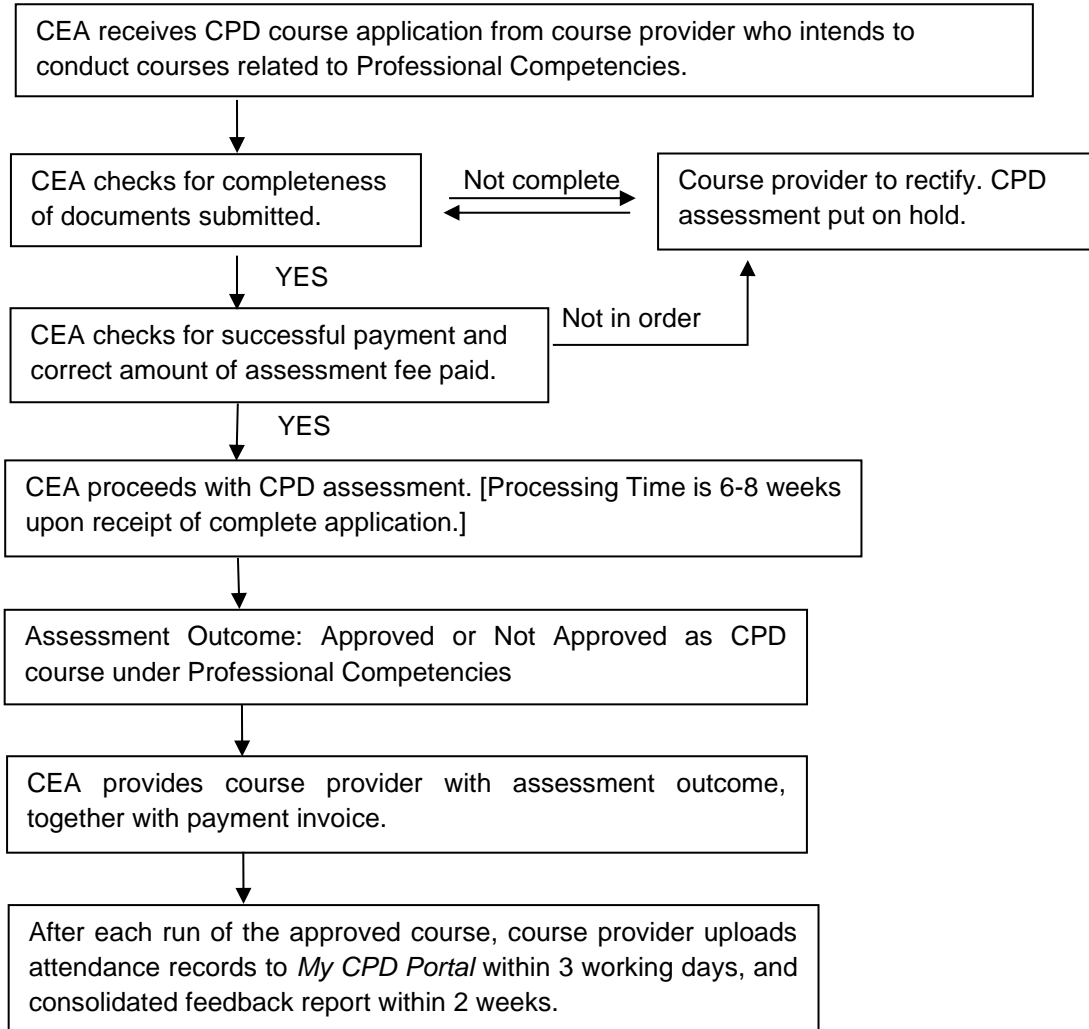 CEA receives CPD course application from course provider who intends to
conduct courses related to Professional Competencies.
CEA checks for completeness
of documents submitted.
Not complete
Course provider to rectify. CPD
assessment put on hold.
YES
CEA checks for successful payment and
correct amount of assessment fee paid.
Not in order
YES
CEA proceeds with CPD assessment. [Processing Time is 6-8 weeks
upon receipt of complete application.]
Assessment Outcome: Approved or Not Approved as CPD
course under Professional Competencies
CEA provides course provider with assessment outcome,
together with payment invoice.
After each run of the approved course, course provider uploads
attendance records to My CPD Portal within 3 working days, and
consolidated feedback report within 2 weeks.